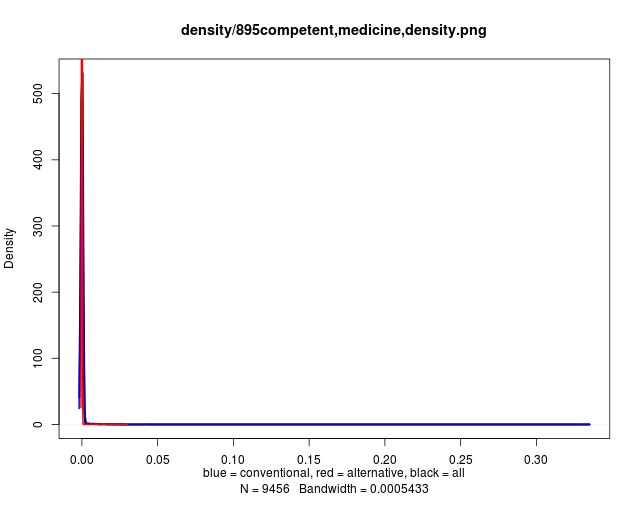 density/895competent,medicine,density.png
Density
500
400
300
200
100
0
0.00 0.05 0.10 0.15 0.20 0.25 0.30
blue = conventional, red = alternative, black = all
N = 9456 Bandwidth = 0.0005433